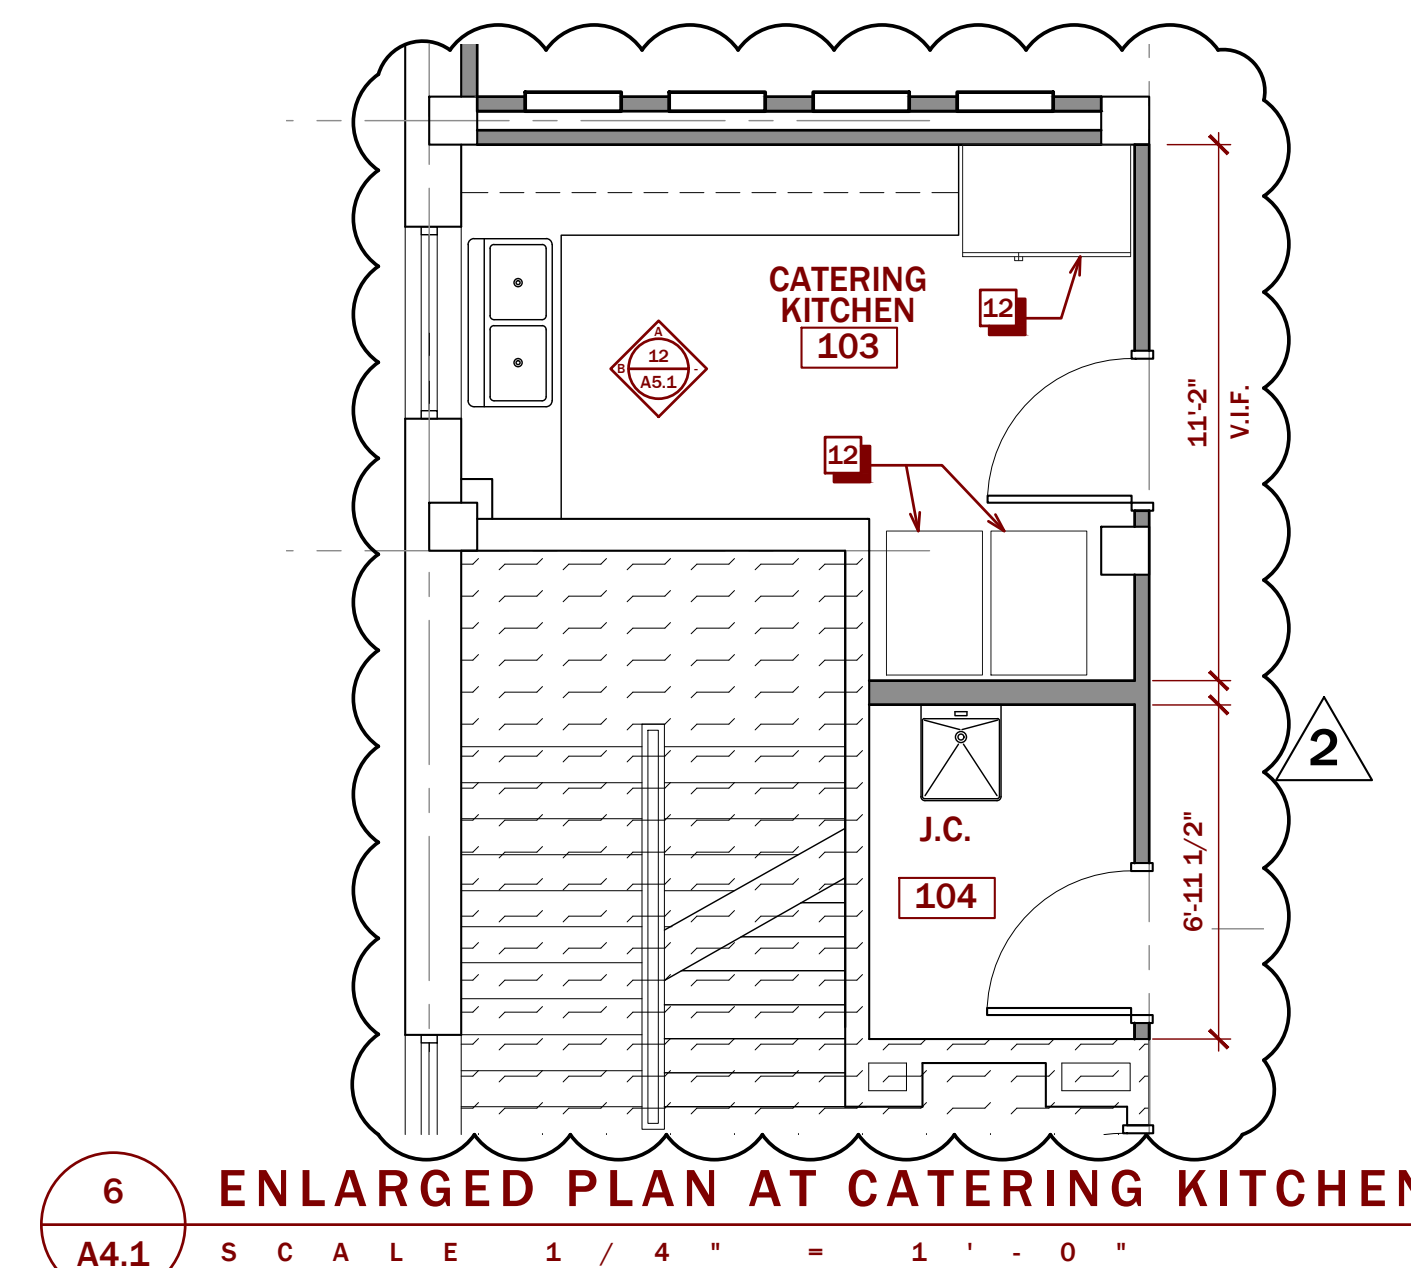 CATERING
KITCHEN
103
12
A
12
B
-
A5.1
12
11'-2"
V.I.F.
2
J.C.
104
6'-11 1/2"
6
A4.1
ENLARGED PLAN AT CATERING KITCHEN
SCALE 1/4" = 1'-0"